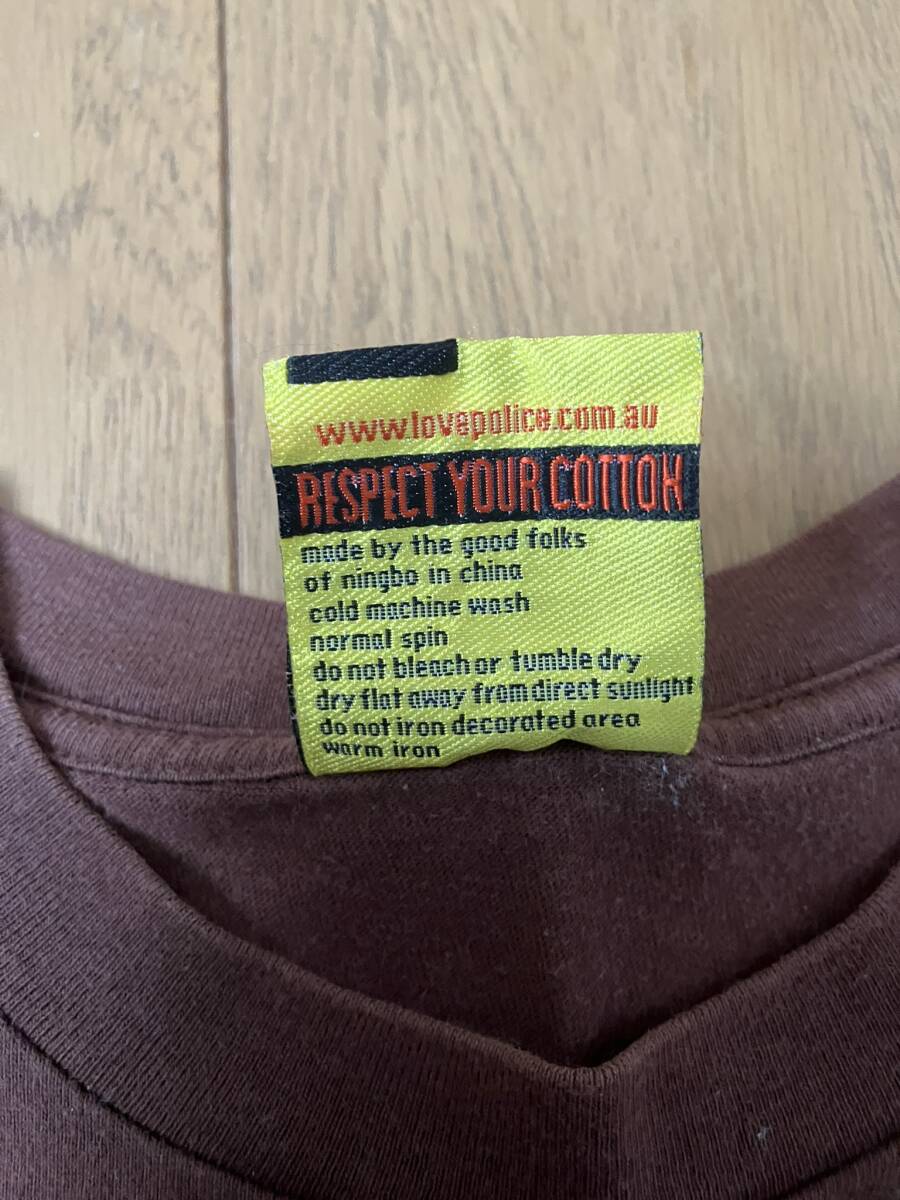 www.lovepolice.com.au
RESPECT YOUR COTTON
made by the good folks
of ningbo in china
cold machine wash
normal spin
do not bleach or tumble dry
dry flat away from direct sunlight
do not iron decorated area
warm iron